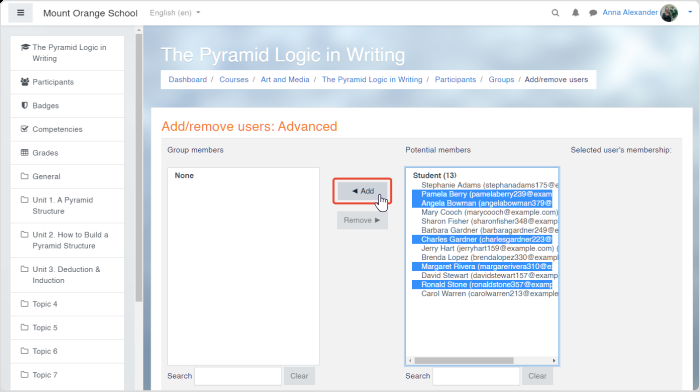 Mount Orange School
English (en)
Anna Alexander
The Pyramid Logic in Writing
Participants
Badges
Competencies
Grades
General
Unit 1. A Pyramid
Structure
Unit 2. How to Build a
Pyramid Structure
Unit 3. Deduction &
Induction
Topic 4
Topic 5
Topic 6
Topic 7
The Pyramid Logic in Writing
Dashboard / Courses / Art and Media / The Pyramid Logic in Writing / Participants / Groups / Add/remove users
Add/remove users: Advanced
Group members
None
Search
Clear
◄ Add
Remove ►
Potential members
Student (13)
Stephanie Adams (stephanadams175@e
Pamela Berry (pamelaberry239@exam
Angela Bowman (angelabowman379@
Mary Cooch (marycooch@example.com)
Sharon Fisher (sharonfisher348@examp
Barbara Gardner (barbaragardner249@e
Charles Gardner (charlesgardner223@
Jerry Hart (jerryhart159@example.com)
Brenda Lopez (brendalopez330@exampl
Margaret Rivera (margarerivera310@e
David Stewart (davidstewart157@examp
Ronald Stone (ronaldstone357@examp
Carol Warren (carolwarren213@example
Search
Clear
Selected user's membership: